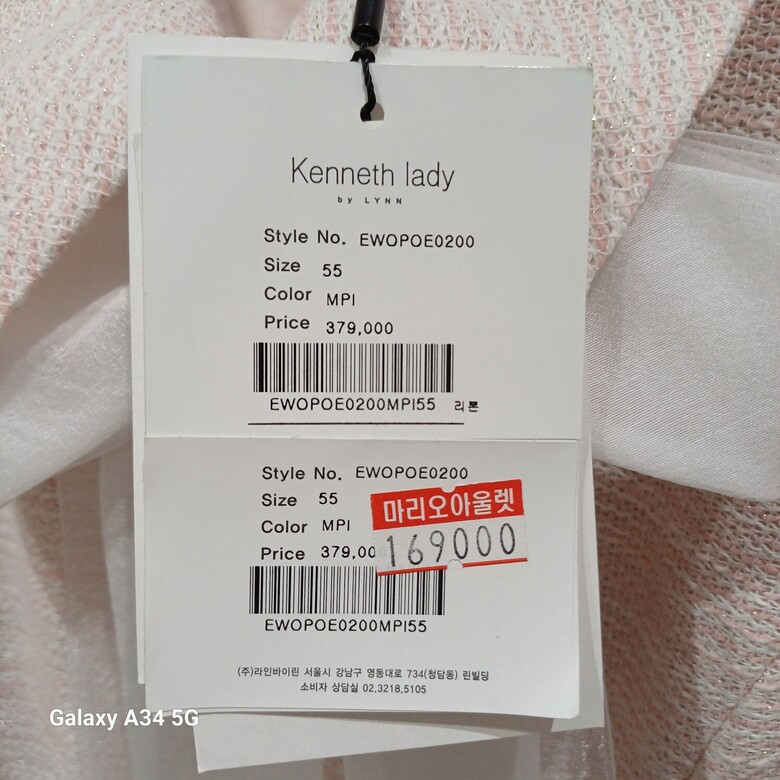 Kenneth lady
by LYNN
Style No. EWOPOE0200
Size 55
Color MPI
Price 379,000
EWOPOE0200MPI55 리몬
Style No. EWOPOE0200
Size 55
Color MPI
Price 379,00
마리오아울렛
169000
EWOPOE0200MPI55
(주)라인바이린 서울시 강남구 영동대로 734(청담동) 린빌딩
소비자 상담실 02.3218.5105
Galaxy A34 5G